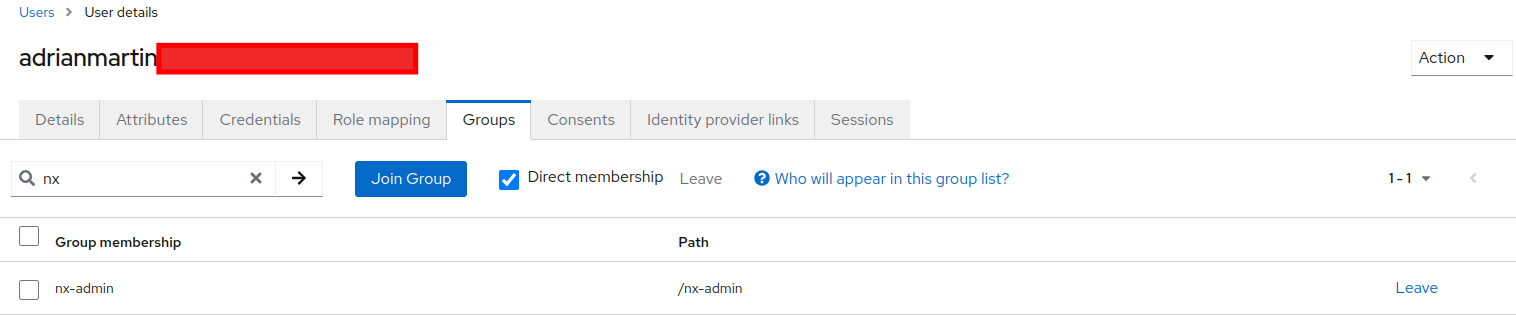 Users > User details
adrianmartin
Action
Details Attributes Credentials Role mapping Groups Consents Identity provider links Sessions
nx Join Group Direct membership Leave Who will appear in this group list? 1 - 1
Group membership Path
nx-admin /nx-admin Leave